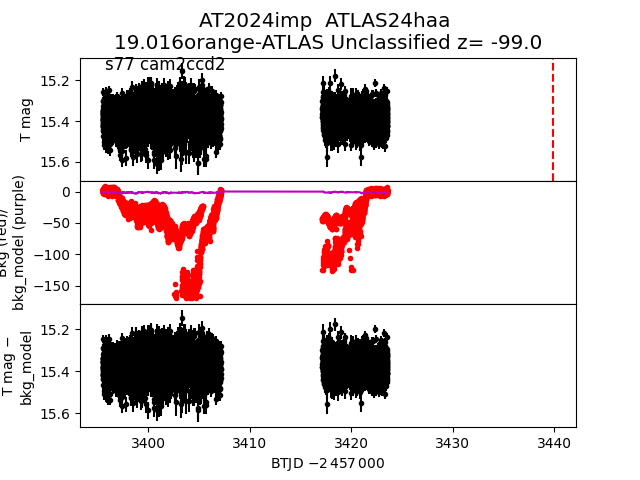 AT2024imp  ATLAS24haa
19.016orange-ATLAS Unclassified z= -99.0
s77 cam2ccd2
T mag
15.2
15.4
15.6
bkg_model (purple)
0
−50
−100
−150
T mag −
bkg_model
15.2
15.4
15.6
3400
3410
3420
3430
3440
BTJD −2 457 000